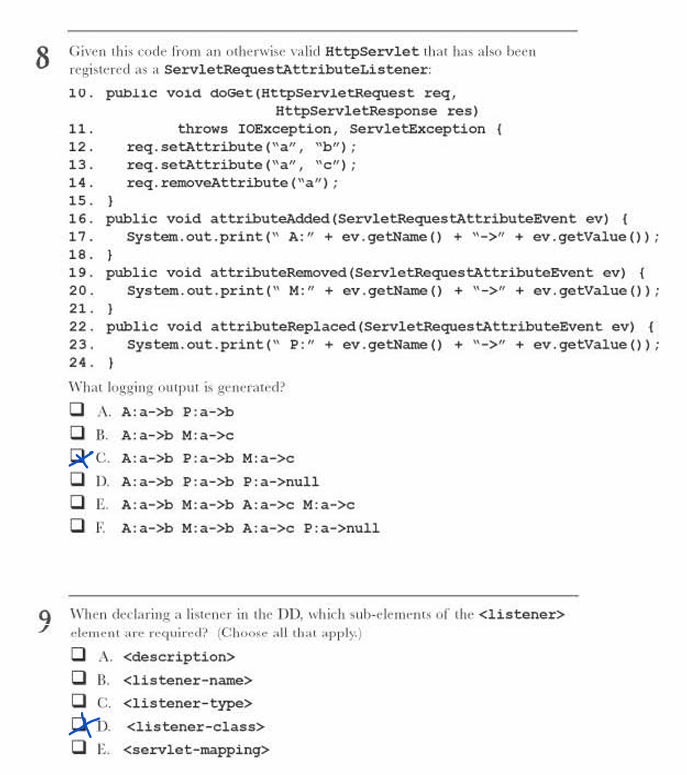 8 Given this code from an otherwise valid HttpServlet that has also been
registered as a ServletRequestAttributeListener:
10. public void doGet(HttpServletRequest req,
HttpServletResponse res)
11. throws IOException, ServletException {
12. req.setAttribute("a", "b");
13. req.setAttribute("a", "c");
14. req.removeAttribute("a");
15. }
16. public void attributeAdded(ServletRequestAttributeEvent ev) {
17. System.out.print(" A:" + ev.getName() + "->" + ev.getValue());
18. }
19. public void attributeRemoved(ServletRequestAttributeEvent ev) {
20. System.out.print(" M:" + ev.getName() + "->" + ev.getValue());
21. }
22. public void attributeReplaced(ServletRequestAttributeEvent ev) {
23. System.out.print(" P:" + ev.getName() + "->" + ev.getValue());
24. }
What logging output is generated?
A. A:a->b P:a->b
B. A:a->b M:a->c
C. A:a->b P:a->b M:a->c
D. A:a->b P:a->b P:a->null
E. A:a->b M:a->b A:a->c M:a->c
F. A:a->b M:a->b A:a->c P:a->null
9 When declaring a listener in the DD, which sub-elements of the <listener>
element are required? (Choose all that apply.)
A. <description>
B. <listener-name>
C. <listener-type>
D. <listener-class>
E. <servlet-mapping>